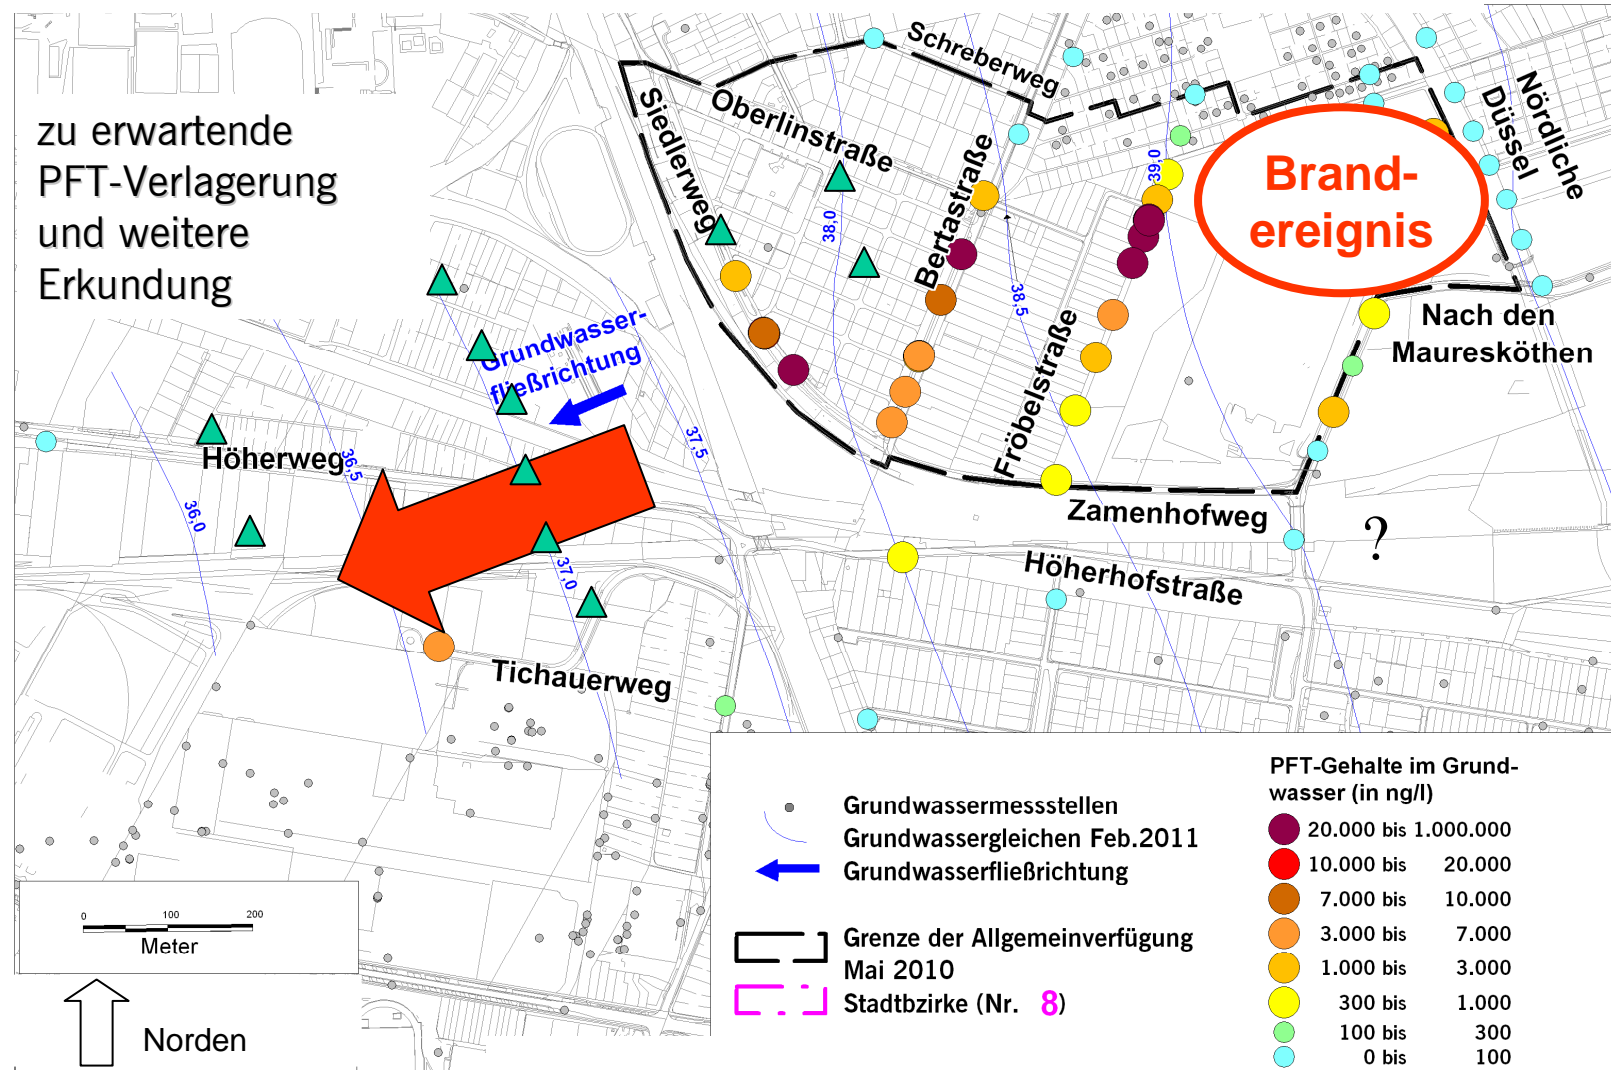 zu erwartende
PFT-Verlagerung
und weitere
Erkundung
Schreberweg
Oberlinstraße
Siedlerweg
Bertastraße
Fröbelstraße
Brand-
ereignis
Nördliche
Düssel
Nach den
Maureskӧthen
Grundwasser-
fließrichtung
Höherweg
Tichauerweg
Zamenhofweg
Höherhofstraße
?
36,0
36,5
37,0
37,5
38,0
38,5
39,0
0 100 200
Meter
Norden
Grundwassermessstellen
Grundwassergleichen Feb.2011
Grundwasserfließrichtung
Grenze der Allgemeinverfügung
Mai 2010
Stadtbzirke (Nr. 8)
PFT-Gehalte im Grund-
wasser (in ng/l)
20.000 bis 1.000.000
10.000 bis 20.000
7.000 bis 10.000
3.000 bis 7.000
1.000 bis 3.000
300 bis 1.000
100 bis 300
0 bis 100